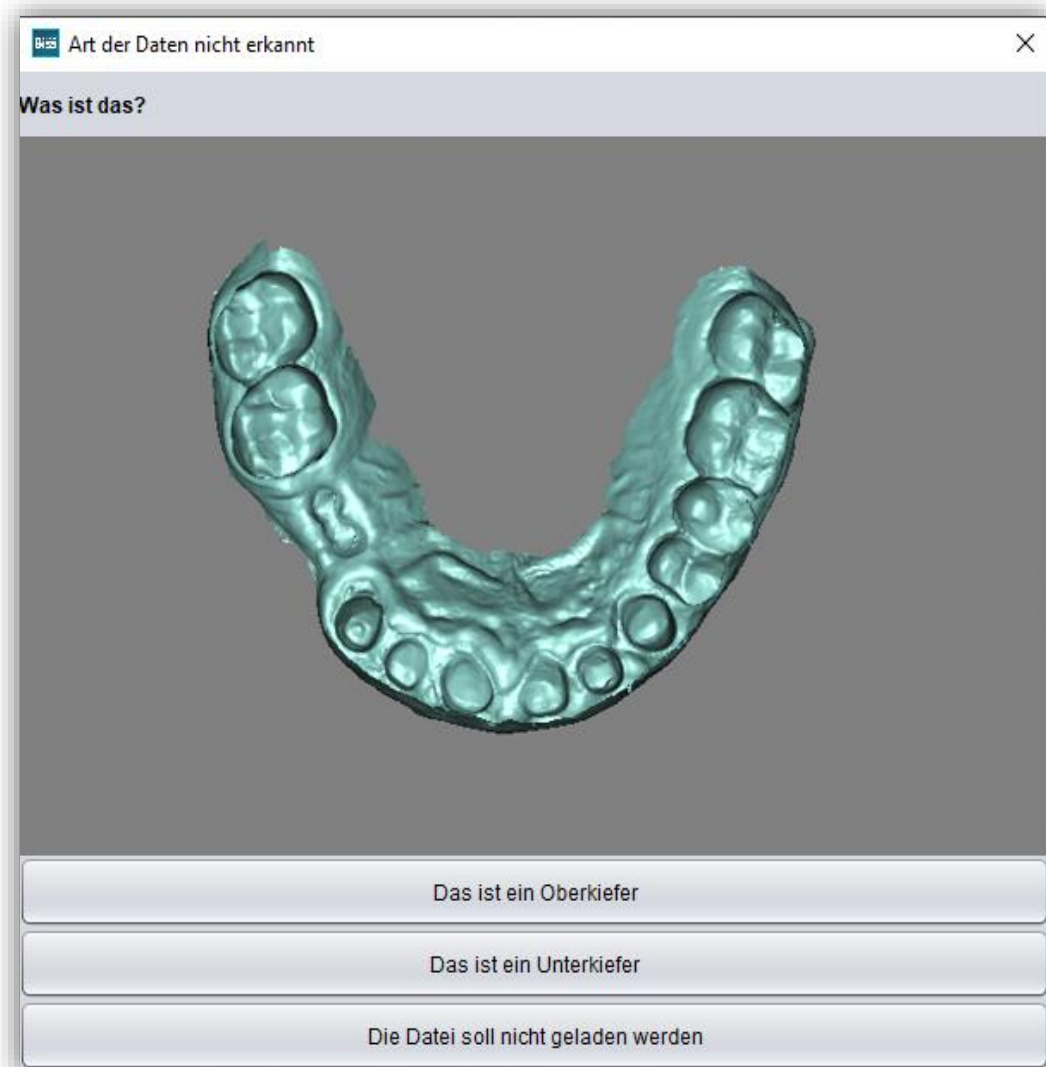 Art der Daten nicht erkannt
Was ist das?
Das ist ein Oberkiefer
Das ist ein Unterkiefer
Die Datei soll nicht geladen werden